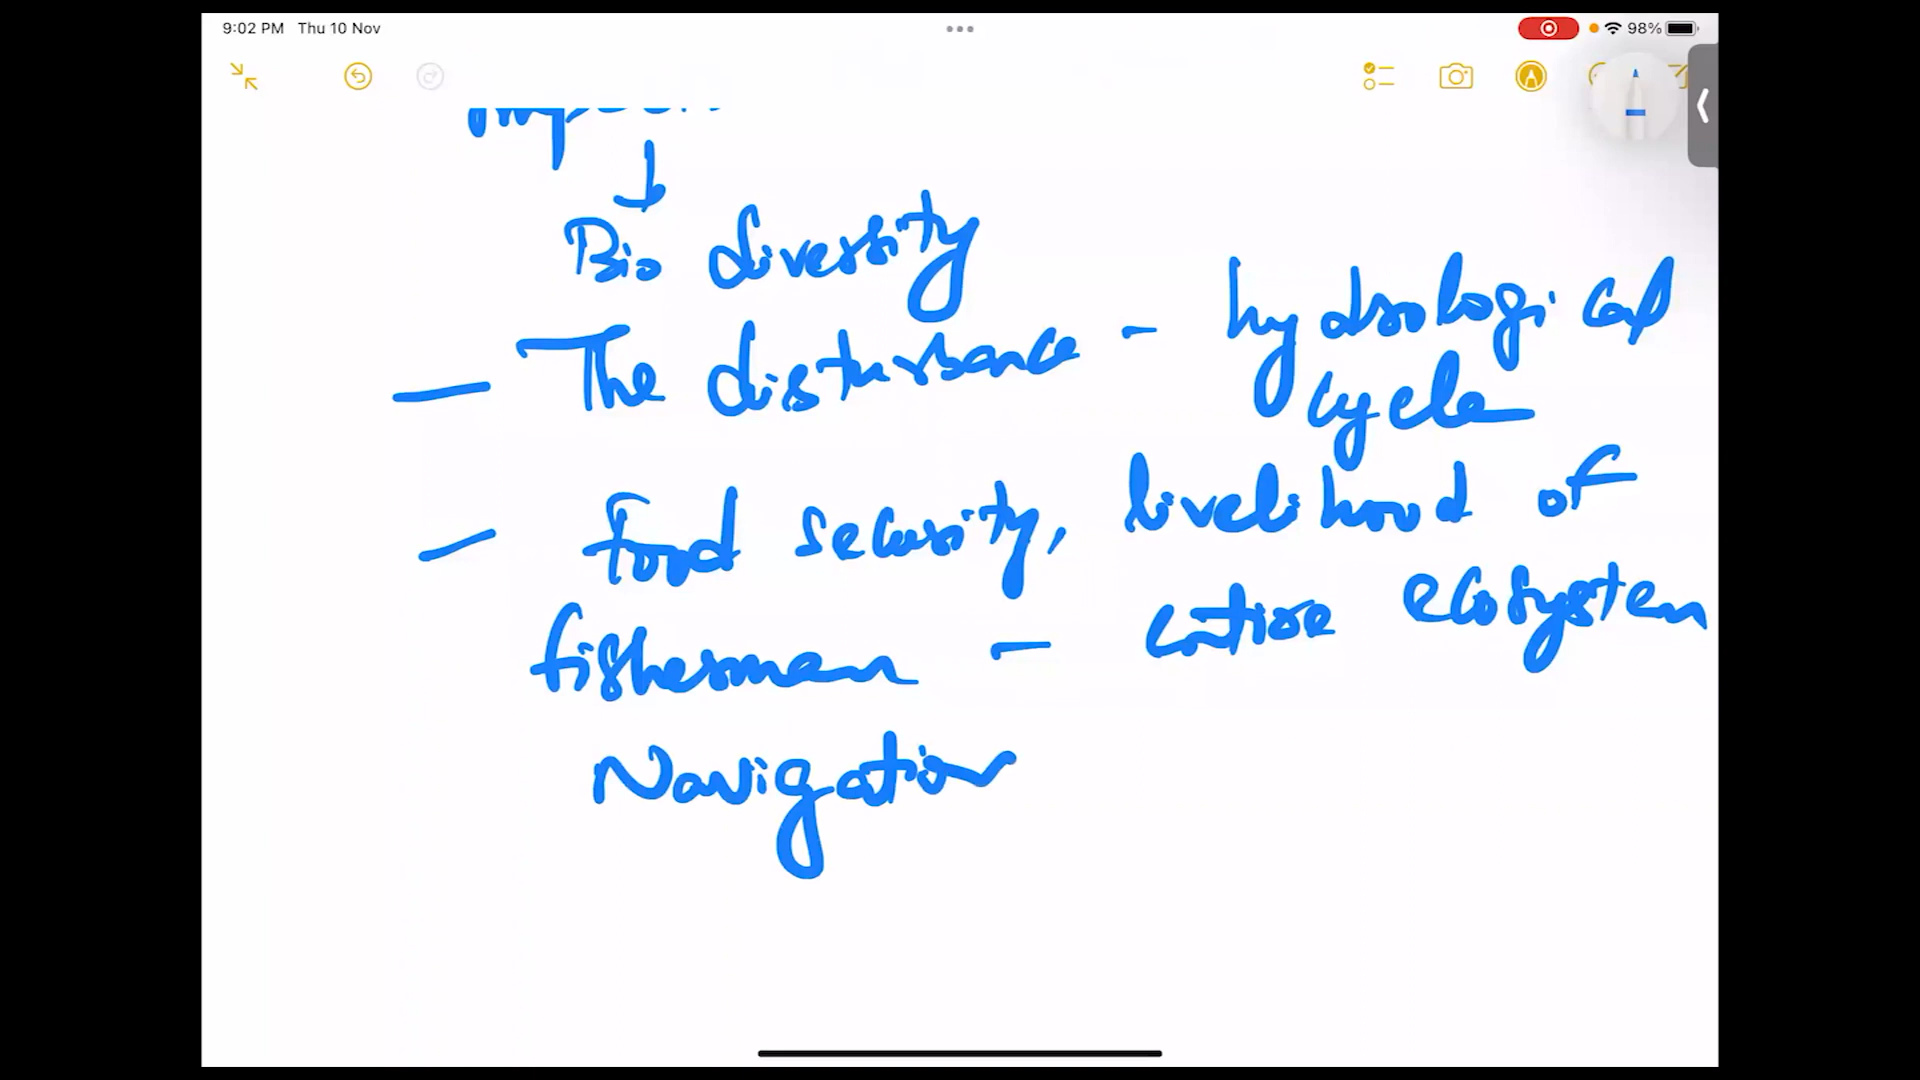 9:02 PM Thu 10 Nov 98%
Bio diversity
— The disturbance - hydrological
cycle
— Food security, livelihood of
fisherman — entire ecosystem
Navigation